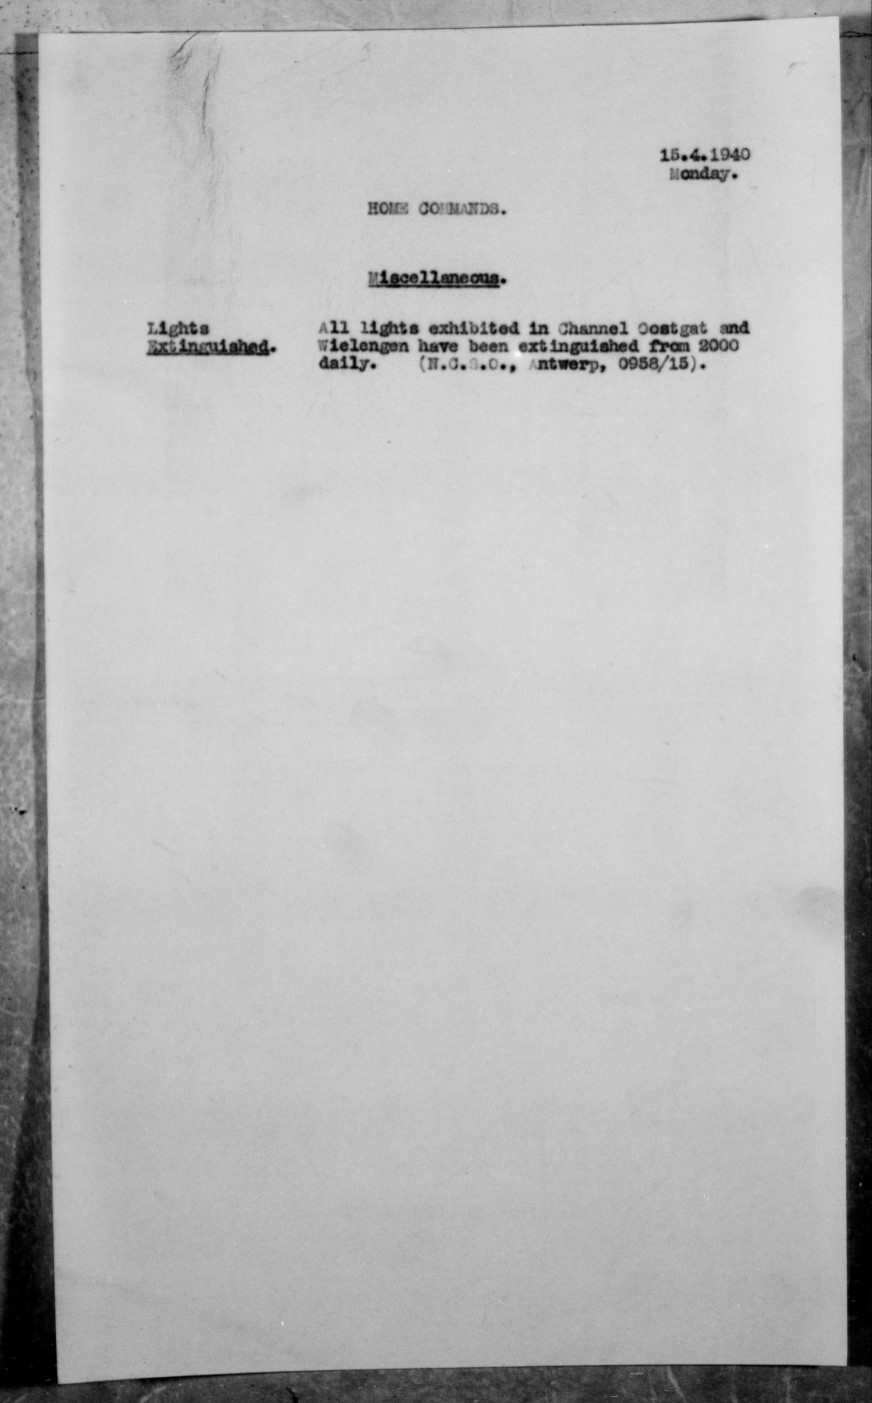 15.4.1940
Monday.
HOME COMMANDS.
Miscellaneous.
Lights
Extinguished.
All lights exhibited in Channel Oostgat and
Wielengen have been extinguished from 2000
daily. (N.C.S.O., Antwerp, 0958/15).